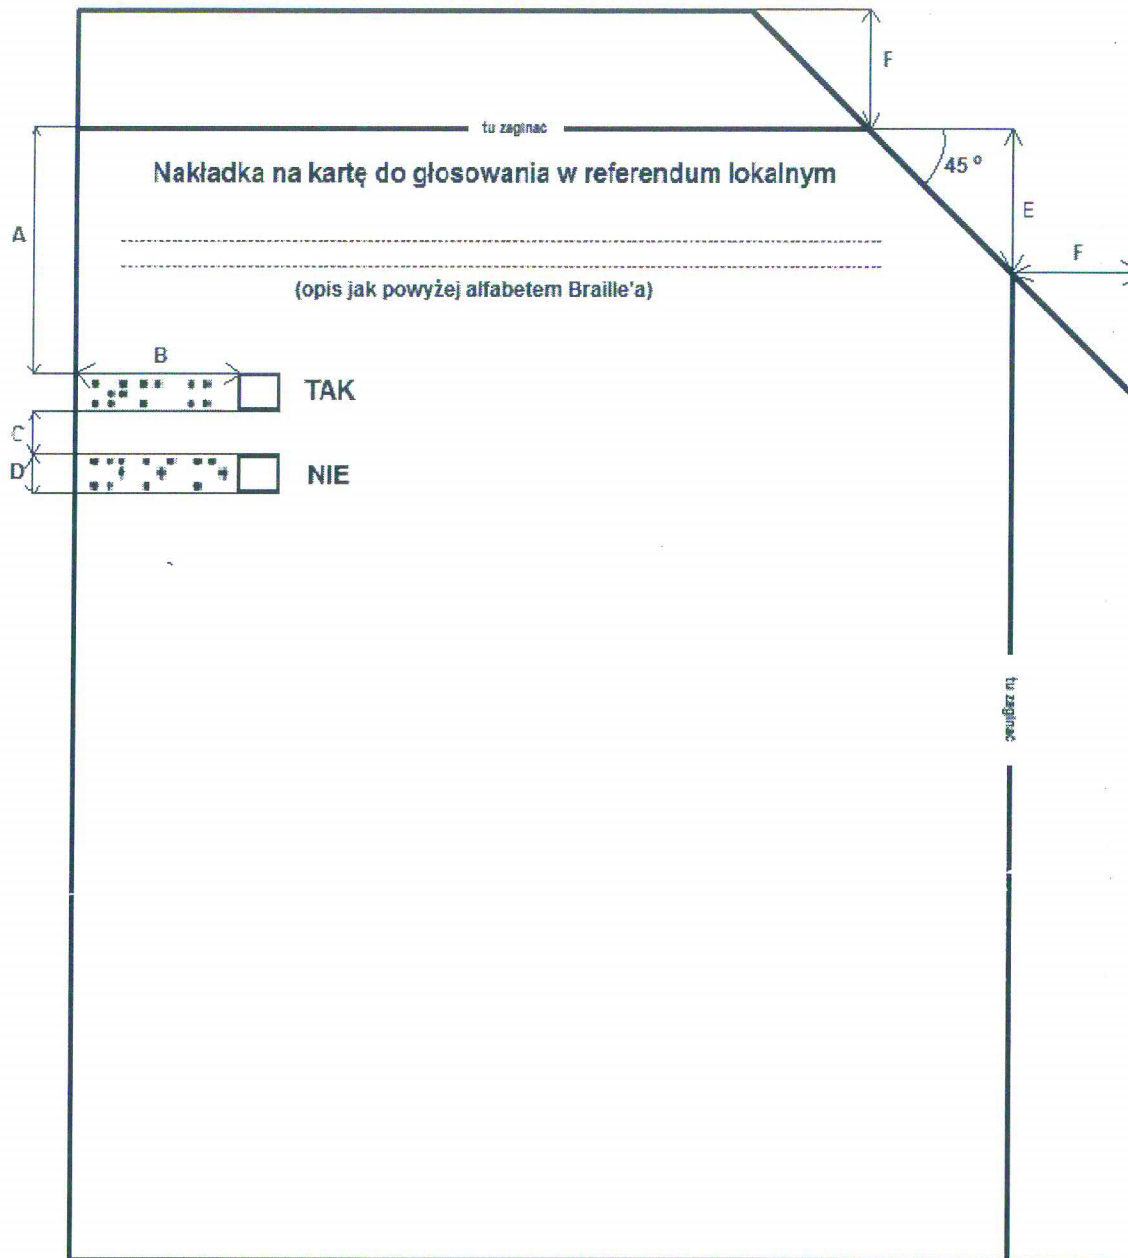 F
tu zaginać
Nakładka na kartę do głosowania w referendum lokalnym
45 º
A
E
F
(opis jak powyżej alfabetem Braille'a)
B
TAK
C
D
NIE
tu zaginać